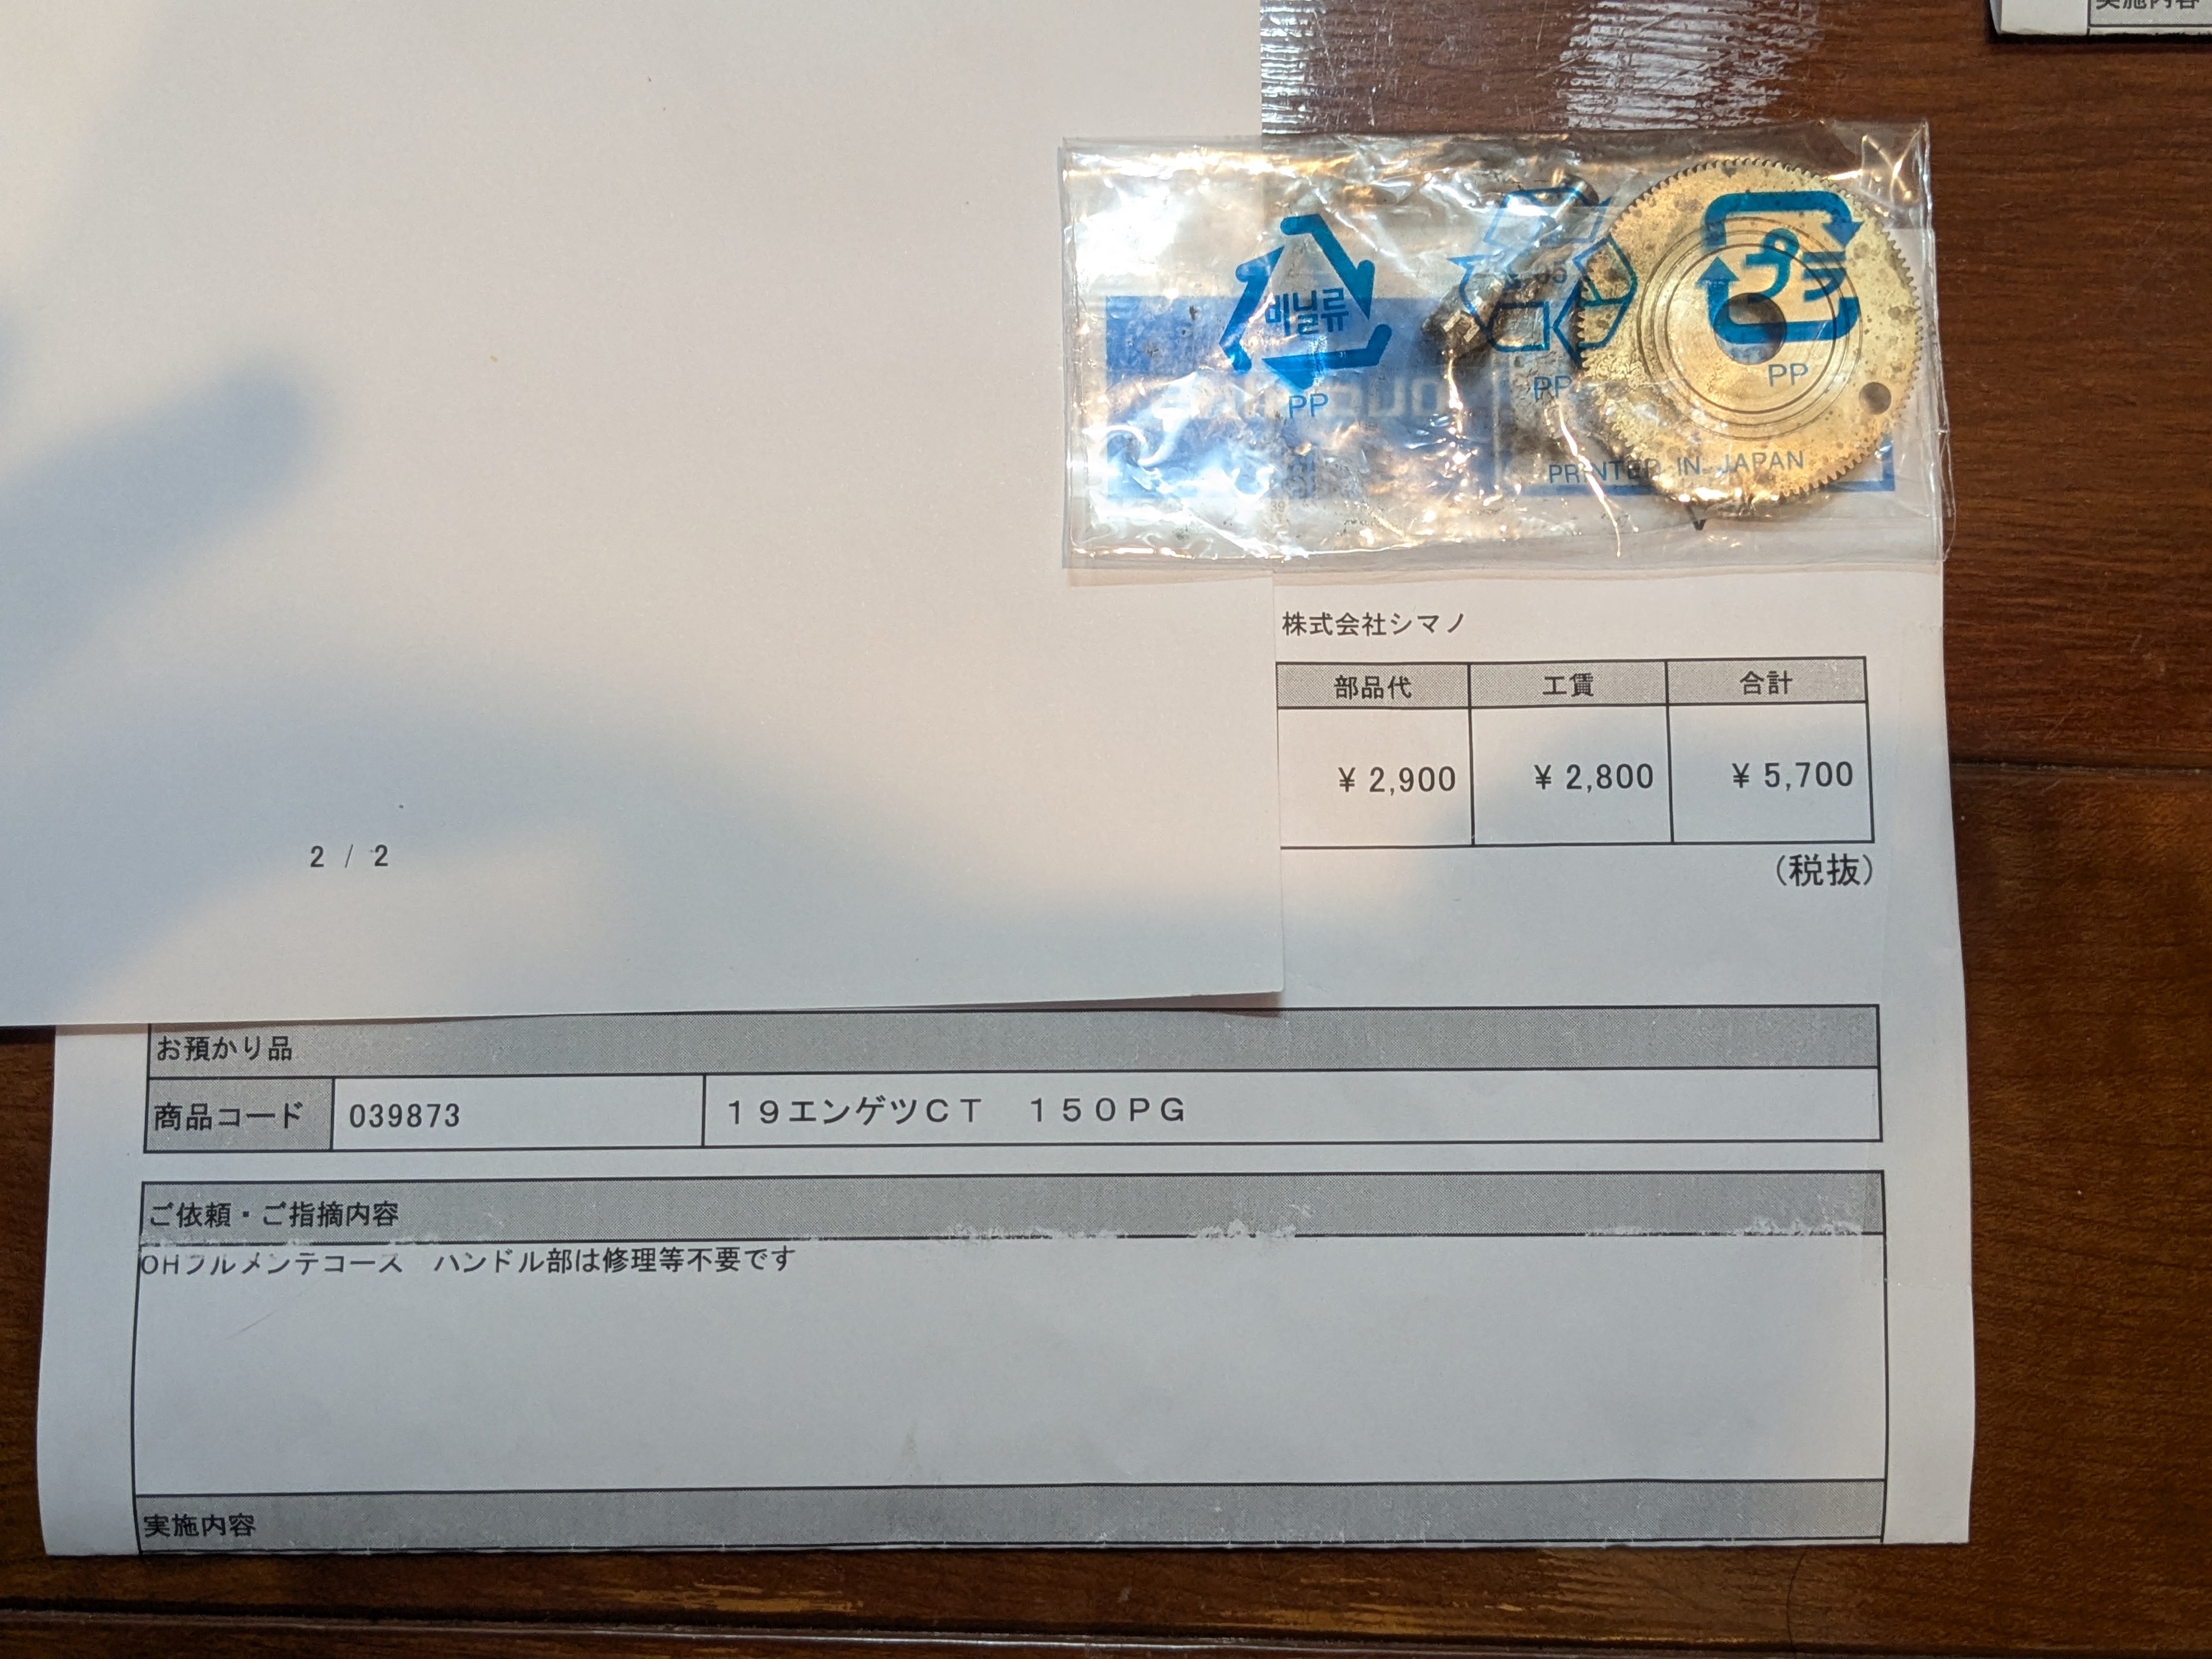 実施内容
비닐류
PP
PP
プラ
PP
PRINTED IN JAPAN
株式会社シマノ
部品代 工賃 合計
¥2,900 ¥2,800 ¥5,700
(税抜)
2 / 2
お預かり品
商品コード 039873 19エンゲツCT 150PG
ご依頼・ご指摘内容
OHフルメンテコース ハンドル部は修理等不要です
実施内容